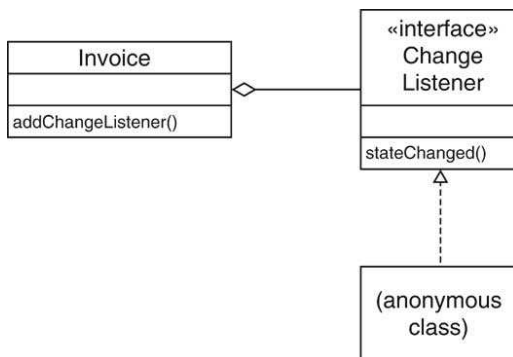 Invoice
addChangeListener()
«interface»
Change
Listener
stateChanged()
(anonymous
class)